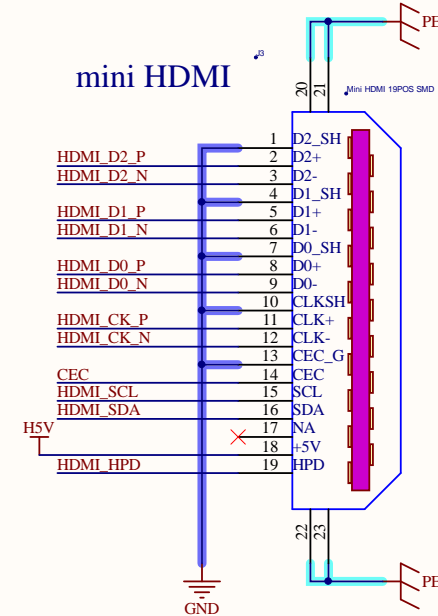 PE
J3
mini HDMI
20
21
Mini HDMI 19POS SMD
1 D2_SH
HDMI_D2_P 2 D2+
HDMI_D2_N 3 D2-
4 D1_SH
HDMI_D1_P 5 D1+
HDMI_D1_N 6 D1-
7 D0_SH
HDMI_D0_P 8 D0+
HDMI_D0_N 9 D0-
10 CLKSH
HDMI_CK_P 11 CLK+
HDMI_CK_N 12 CLK-
13 CEC_G
CEC 14 CEC
HDMI_SCL 15 SCL
HDMI_SDA 16 SDA
H5V 17 NA
18 +5V
HDMI_HPD 19 HPD
22
23
PE
GND